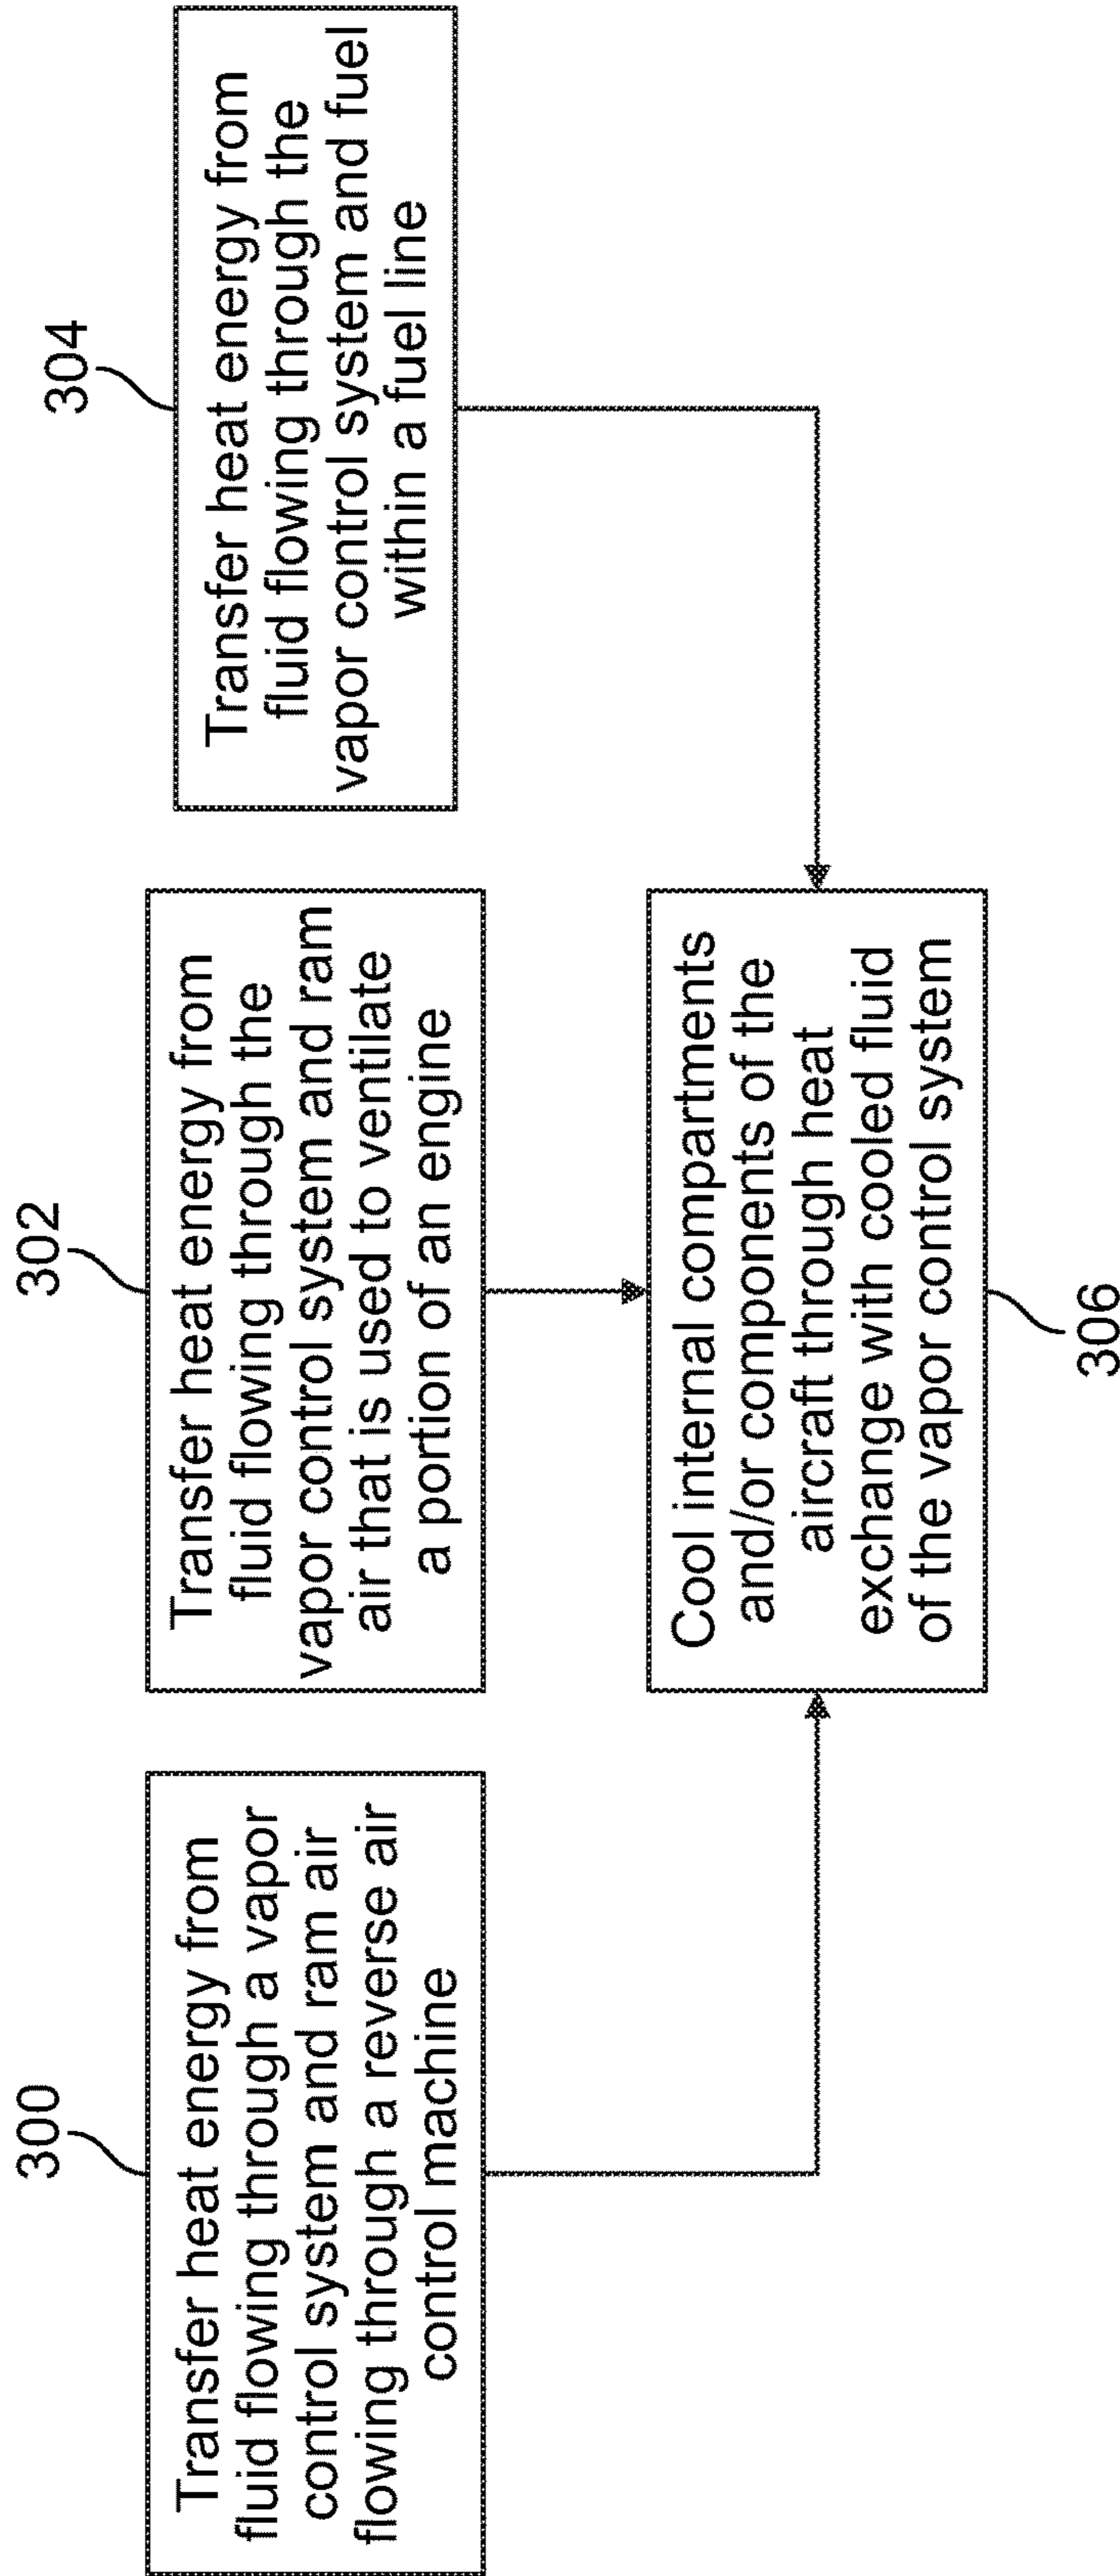 300
Transfer heat energy from
fluid flowing through a vapor
control system and ram air
flowing through a reverse air
control machine
302
Transfer heat energy from
fluid flowing through the
vapor control system and ram
air that is used to ventilate
a portion of an engine
304
Transfer heat energy from
fluid flowing through the
vapor control system and fuel
within a fuel line
Cool internal compartments
and/or components of the
aircraft through heat
exchange with cooled fluid
of the vapor control system
306